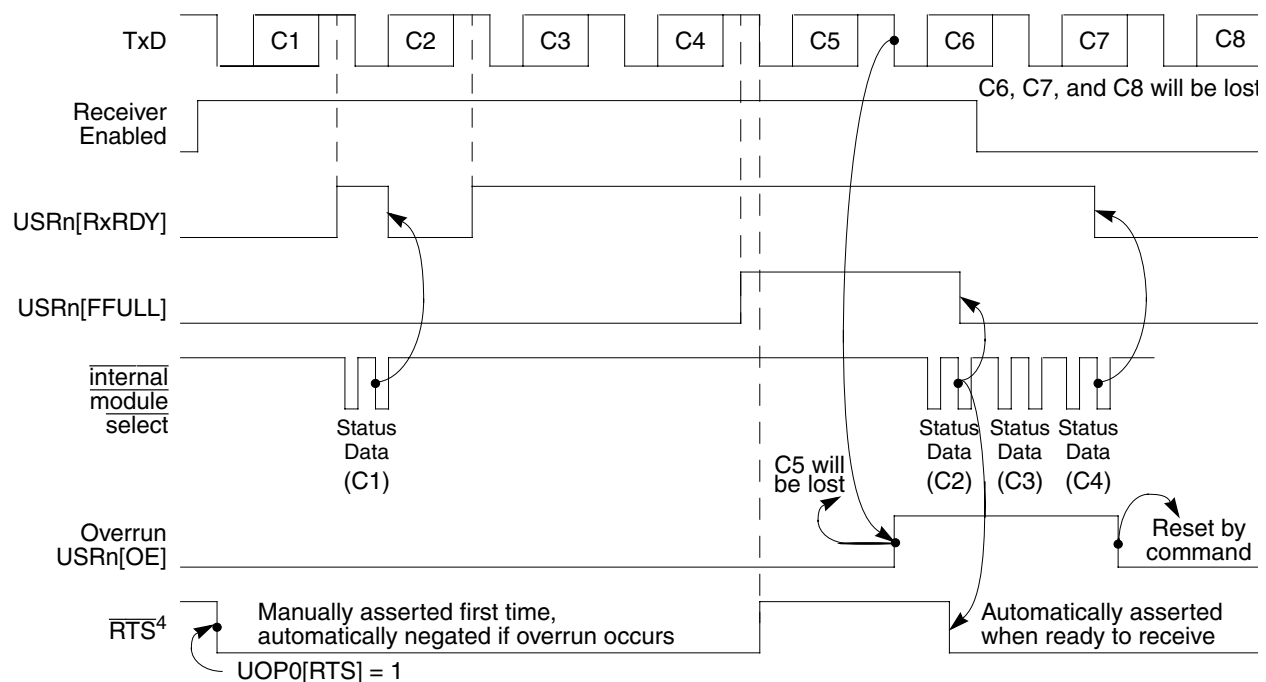 TxD
C1
C2
C3
C4
C5
C6
C7
C8
C6, C7, and C8 will be lost
Receiver
Enabled
USRn[RxRDY]
USRn[FFULL]
internal
module
select
Status
Data
(C1)
Status
Data
(C2)
Status
Data
(C3)
Status
Data
(C4)
C5 will
be lost
Overrun
USRn[OE]
Reset by
command
RTS4
Manually asserted first time,
automatically negated if overrun occurs
Automatically asserted
when ready to receive
UOP0[RTS] = 1